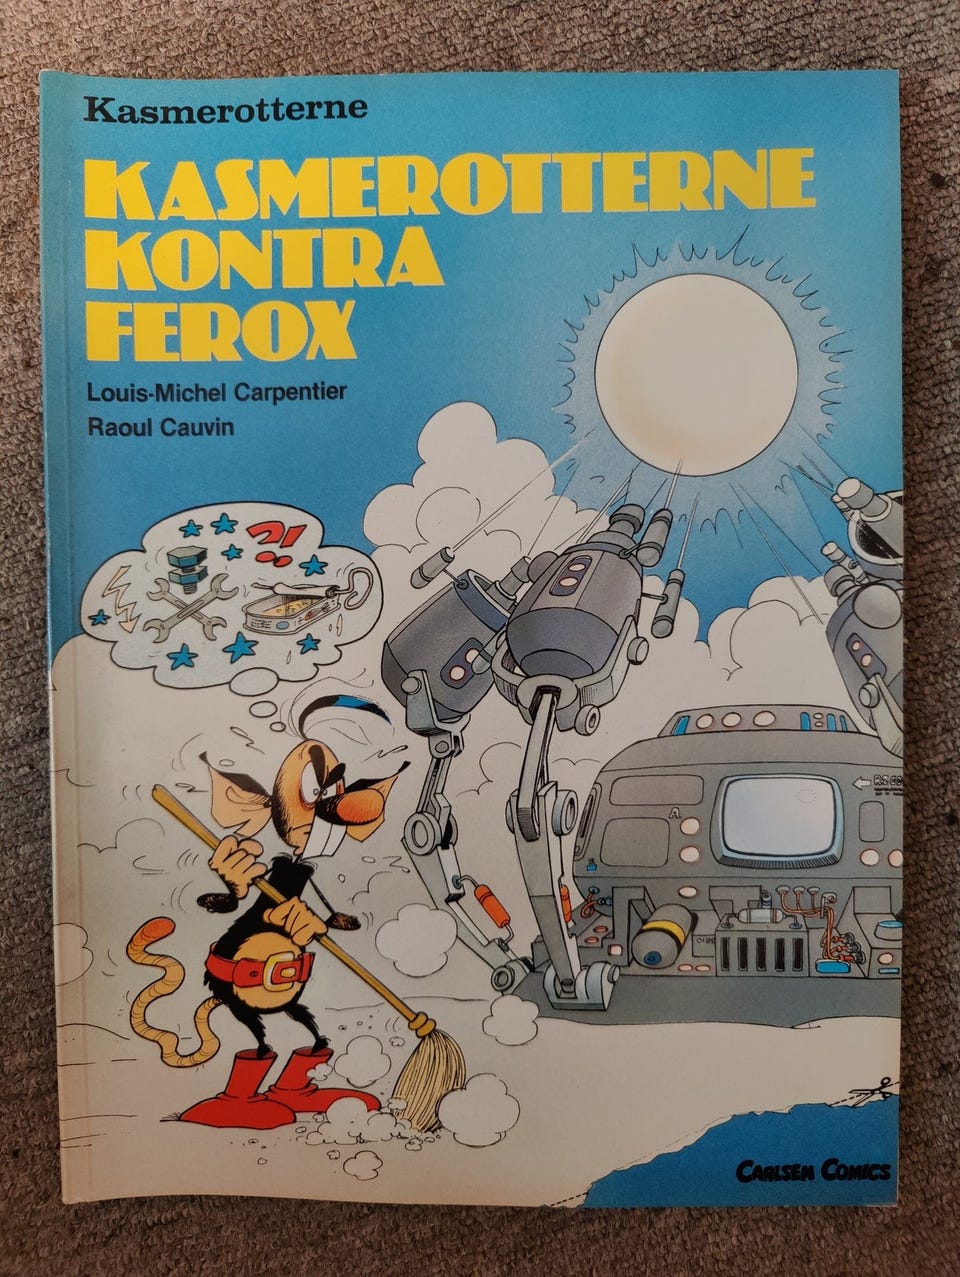 Kasmerotterne
KASMEROTTERNE
KONTRA
FEROX
Louis-Michel Carpentier
Raoul Cauvin
?!
A
CARLSEN COMICS